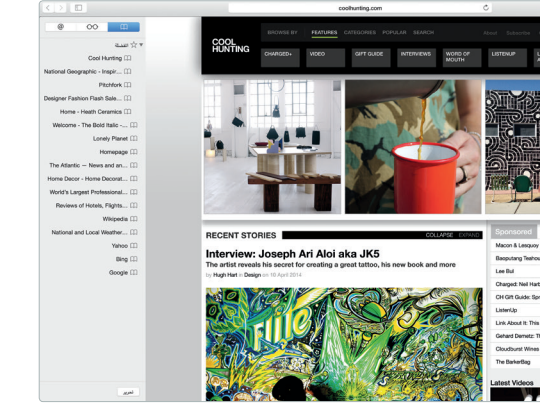 coolhunting.com
@
المفضلة
Cool Hunting
National Geographic - Inspir...
Pitchfork
Designer Fashion Flash Sale...
Home - Heath Ceramics
Welcome - The Bold Italic -...
Lonely Planet
Homepage
The Atlantic — News and an...
Home Decor - Home Decorat...
World's Largest Professional...
Reviews of Hotels, Flights...
Wikipedia
National and Local Weather...
Yahoo
Bing
Google
تحرير
COOL HUNTING
BROWSE BY FEATURES CATEGORIES POPULAR SEARCH About Subscribe
CHARGED+ VIDEO GIFT GUIDE INTERVIEWS WORD OF MOUTH LISTENUP
RECENT STORIES COLLAPSE EXPAND
Interview: Joseph Ari Aloi aka JK5
The artist reveals his secret for creating a great tattoo, his new book and more
by Hugh Hart in Design on 16 April 2014
Sponsored
Macon & Lesquoy
Baoputang Teahou
Lee Bul
Charged: Neil Harb
CH Gift Guide: Spr
ListenUp
Link About It: This
Gehard Demetz: Th
Cloudburst Wines
The BarkerBag
Latest Videos